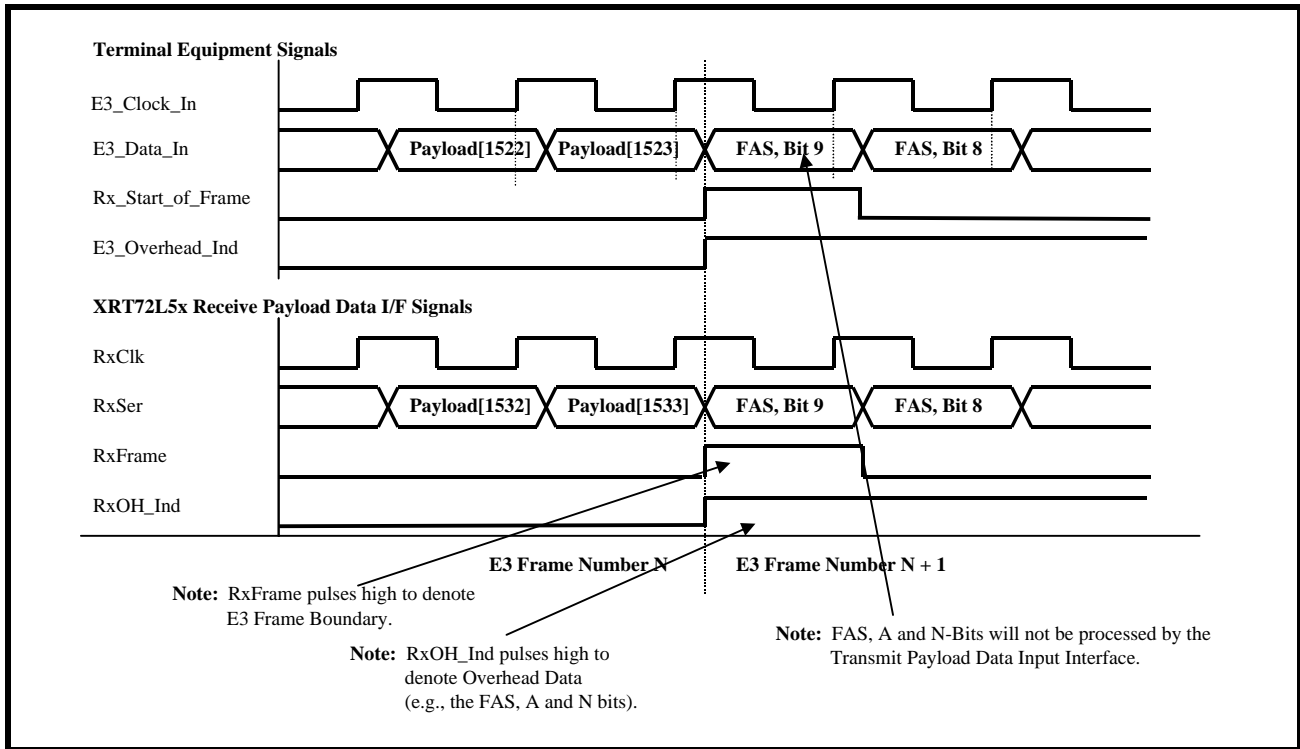 Terminal Equipment Signals
E3_Clock_In
E3_Data_In
Payload[1522] Payload[1523] FAS, Bit 9 FAS, Bit 8
Rx_Start_of_Frame
E3_Overhead_Ind
XRT72L5x Receive Payload Data I/F Signals
RxClk
RxSer
Payload[1532] Payload[1533] FAS, Bit 9 FAS, Bit 8
RxFrame
RxOH_Ind
E3 Frame Number N E3 Frame Number N + 1
Note: RxFrame pulses high to denote
E3 Frame Boundary.
Note: RxOH_Ind pulses high to
denote Overhead Data
(e.g., the FAS, A and N bits).
Note: FAS, A and N-Bits will not be processed by the
Transmit Payload Data Input Interface.